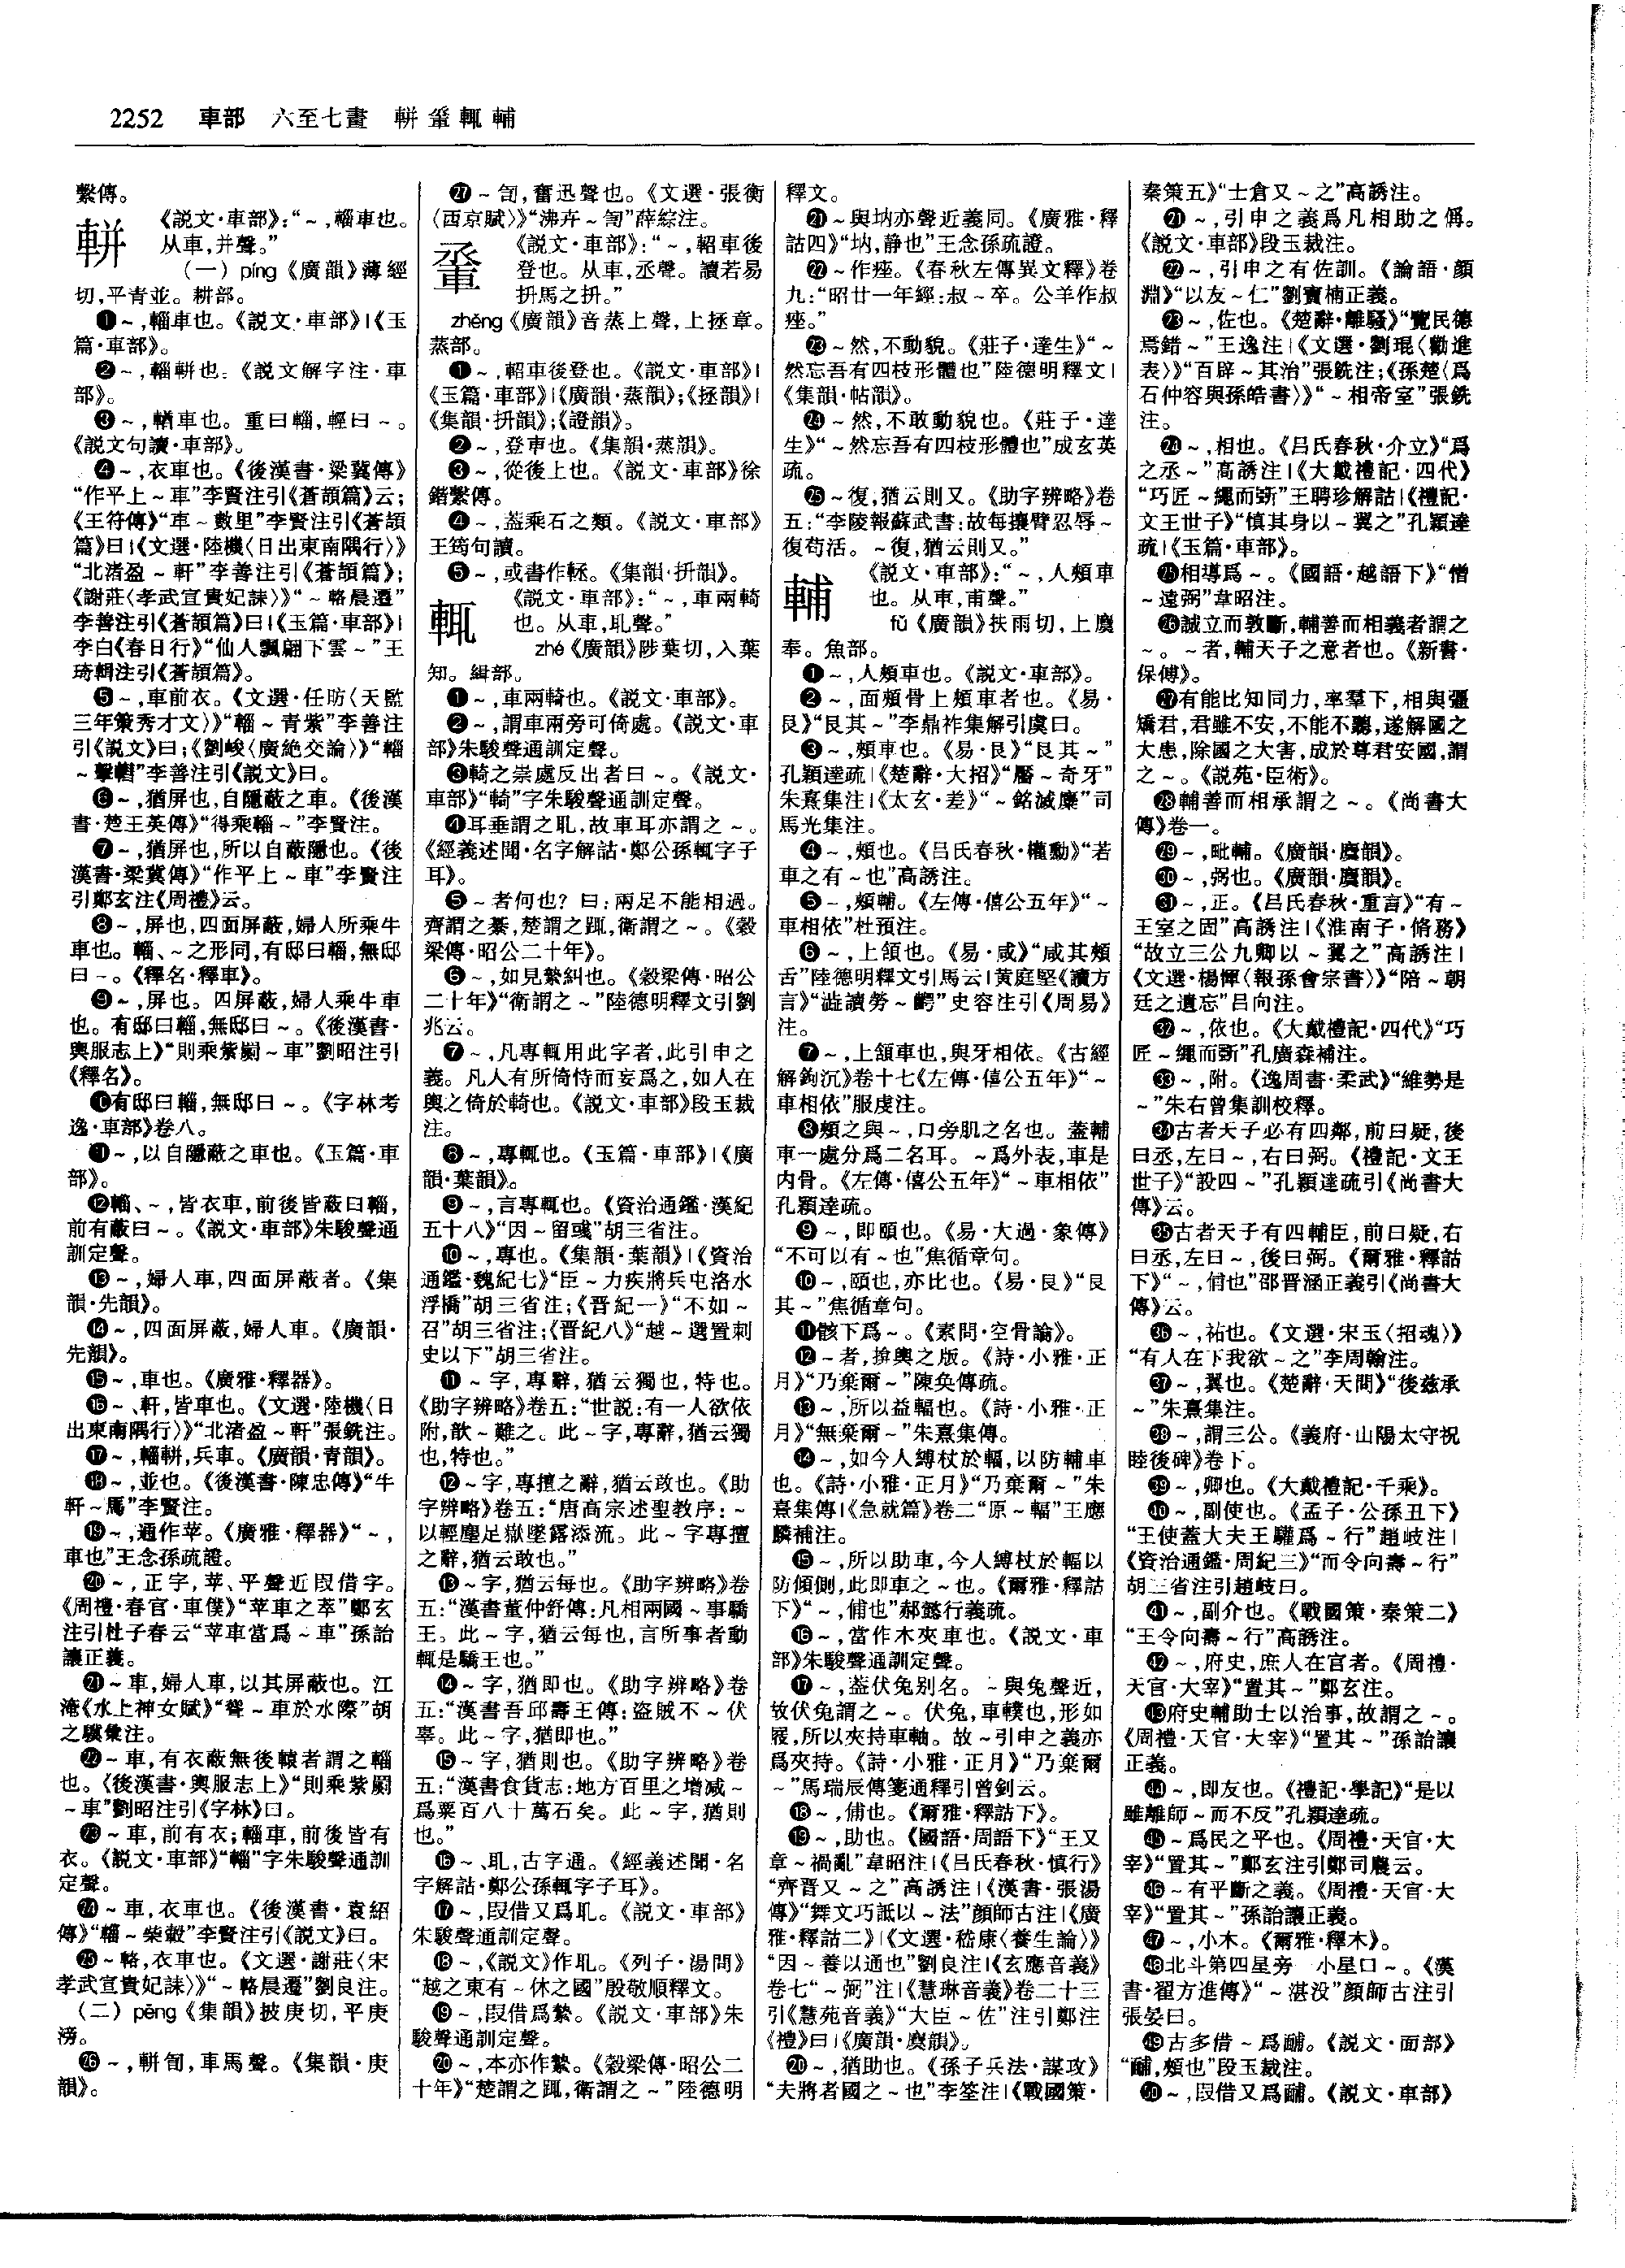 2252 車部 六至七畫 軿 輩 輒 輔
繫傳。
軿
《説文·車部》:“~,輜車也。
从車,并聲。”
(一) píng《廣韻》薄經
切,平青並。耕部。
❶~,輜車也。《説文·車部》|《玉
篇·車部》。
❷~,輜軿也。《説文解字注·車
部》。
❸~,輶車也。重曰輜,輕曰~。
《説文句讀·車部》。
❹~,衣車也。《後漢書·梁冀傳》
“作平上~車”李賢注引《蒼頡篇》云;
《王符傳》“車~數里”李賢注引《蒼頡
篇》曰|《文選·陸機〈日出東南隅行〉》
“北渚盈~軒”李善注引《蒼頡篇》;
《謝莊〈孝武宣貴妃誄〉》“~輅晨遷”
李善注引《蒼頡篇》曰|《玉篇·車部》|
李白《春日行》“仙人飄翩下雲~”王
琦輯注引《蒼頡篇》。
❺~,車前衣。《文選·任昉〈天監
三年策秀才文〉》“輜~青紫”李善注
引《説文》曰;《劉峻〈廣絶交論〉》“輜
~擊轊”李善注引《説文》曰。
❻~,猶屏也,自隱蔽之車。《後漢
書·楚王英傳》“得乘輜~”李賢注。
❼~,猶屏也,所以自蔽隱也。《後
漢書·梁冀傳》“作平上~車”李賢注
引鄭玄注《周禮》云。
❽~,屏也,四面屏蔽,婦人所乘牛
車也。輜、~之形同,有邸曰輜,無邸
曰~。《釋名·釋車》。
❾~,屏也。四屏蔽,婦人乘牛車
也。有邸曰輜,無邸曰~。《後漢書·
輿服志上》“則乘紫罽~車”劉昭注引
《釋名》。
❿有邸曰輜,無邸曰~。《字林考
逸·車部》卷八。
⓫~,以自隱蔽之車也。《玉篇·車
部》。
⓬輜、~,皆衣車,前後皆蔽曰輜,
前有蔽曰~。《説文·車部》朱駿聲通
訓定聲。
⓭~,婦人車,四面屏蔽者。《集
韻·先韻》。
⓮~,四面屏蔽,婦人車。《廣韻·
先韻》。
⓯~,車也。《廣雅·釋器》。
⓰~、軒,皆車也。《文選·陸機〈日
出東南隅行〉》“北渚盈~軒”張銑注。
⓱~,輜軿,兵車。《廣韻·青韻》。
⓲~,並也。《後漢書·陳忠傳》“牛
軒~馬”李賢注。
⓳~,通作苹。《廣雅·釋器》“~,
車也”王念孫疏證。
⓴~,正字,苹、平聲近叚借字。
《周禮·春官·車僕》“苹車之萃”鄭玄
注引杜子春云“苹車當爲~車”孫詒
讓正義。
㉑~車,婦人車,以其屏蔽也。江
淹《水上神女賦》“聳~車於水際”胡
之驥彙注。
㉒~車,有衣蔽無後轅者謂之輜
也。《後漢書·輿服志上》“則乘紫罽
~車”劉昭注引《字林》曰。
㉓~車,前有衣;輜車,前後皆有
衣。《説文·車部》“輜”字朱駿聲通訓
定聲。
㉔~車,衣車也。《後漢書·袁紹
傳》“輜~柴轂”李賢注引《説文》曰。
㉕~輅,衣車也。《文選·謝莊〈宋
孝武宣貴妃誄〉》“~輅晨遷”劉良注。
(二) pēng《集韻》披庚切,平庚
滂。
㉖~,軿訇,車馬聲。《集韻·庚
韻》。
㉗~訇,奮迅聲也。《文選·張衡
〈西京賦〉》“沸卉~訇”薛綜注。
𨋬
《説文·車部》:“~,軺車後
登也。从車,丞聲。讀若易
抍馬之抍。”
zhěng《廣韻》音蒸上聲,上拯章。
蒸部。
❶~,軺車後登也。《説文·車部》|
《玉篇·車部》|《廣韻·蒸韻》;《拯韻》|
《集韻·抍韻》;《證韻》。
❷~,登車也。《集韻·蒸韻》。
❸~,從後上也。《説文·車部》徐
鍇繫傳。
❹~,蓋乘石之類。《説文·車部》
王筠句讀。
❺~,或書作𨋬。《集韻·抍韻》。
輒
《説文·車部》:“~,車兩輢
也。从車,耴聲。”
zhé《廣韻》陟葉切,入葉
知。緝部。
❶~,車兩輢也。《説文·車部》。
❷~,謂車兩旁可倚處。《説文·車
部》朱駿聲通訓定聲。
❸輢之崇處反出者曰~。《説文·
車部》“輢”字朱駿聲通訓定聲。
❹耳垂謂之耴,故車耳亦謂之~。
《經義述聞·名字解詁·鄭公孫輒字子
耳》。
❺~者何也?曰:兩足不能相過。
齊謂之綦,楚謂之踂,衛謂之~。《穀
梁傳·昭公二十年》。
❻~,如見縶糾也。《穀梁傳·昭公
二十年》“衛謂之~”陸德明釋文引劉
兆云。
❼~,凡專輒用此字者,此引申之
義。凡人有所倚恃而妄爲之,如人在
輿之倚於輢也。《説文·車部》段玉裁
注。
❽~,專輒也。《玉篇·車部》|《廣
韻·葉韻》。
❾~,言專輒也。《資治通鑑·漢紀
五十八》“因~留彧”胡三省注。
❿~,專也。《集韻·葉韻》|《資治
通鑑·魏紀七》“臣~力疾將兵屯洛水
浮橋”胡三省注;《晋紀一》“不如~
召”胡三省注;《晋紀八》“越~選置刺
史以下”胡三省注。
⓫~字,專辭,猶云獨也,特也。
《助字辨略》卷五:“世説:有一人欲依
附,歆~難之。此~字,專辭,猶云獨
也,特也。”
⓬~字,專擅之辭,猶云敢也。《助
字辨略》卷五:“唐高宗述聖教序:~
以輕塵足嶽墜露添流。此~字專擅
之辭,猶云敢也。”
⓭~字,猶云每也。《助字辨略》卷
五:“漢書董仲舒傳:凡相兩國~事驕
王。此~字,猶云每也,言所事者動
輒是驕王也。”
⓮~字,猶即也。《助字辨略》卷
五:“漢書吾邱壽王傳:盗賊不~伏
辜。此~字,猶即也。”
⓯~字,猶則也。《助字辨略》卷
五:“漢書食貨志:地方百里之增减~
爲粟百八十萬石矣。此~字,猶則
也。”
⓰~、耴,古字通。《經義述聞·名
字解詁·鄭公孫輒字子耳》。
⓱~,叚借又爲耴。《説文·車部》
朱駿聲通訓定聲。
⓲~,《説文》作耴。《列子·湯問》
“越之東有~休之國”殷敬順釋文。
⓳~,叚借爲縶。《説文·車部》朱
駿聲通訓定聲。
⓴~,本亦作縶。《穀梁傳·昭公二
十年》“楚謂之踂,衛謂之~”陸德明
釋文。
㉑~與㘝亦聲近義同。《廣雅·釋
詁四》“㘝,静也”王念孫疏證。
㉒~作痤。《春秋左傳異文釋》卷
九:“昭廿一年經:叔~卒。公羊作叔
痤。”
㉓~然,不動貌。《莊子·達生》“~
然忘吾有四枝形體也”陸德明釋文|
《集韻·帖韻》。
㉔~然,不敢動貌也。《莊子·達
生》“~然忘吾有四枝形體也”成玄英
疏。
㉕~復,猶云則又。《助字辨略》卷
五:“李陵報蘇武書:故每攘臂忍辱~
復苟活。~復,猶云則又。”
輔
《説文·車部》:“~,人頰車
也。从車,甫聲。”
fǔ《廣韻》扶雨切,上麌
奉。魚部。
❶~,人頰車也。《説文·車部》。
❷~,面頰骨上頰車者也。《易·
艮》“艮其~”李鼎祚集解引虞曰。
❸~,頰車也。《易·艮》“艮其~”
孔穎達疏|《楚辭·大招》“靨~奇牙”
朱熹集注|《太玄·差》“~銘滅麋”司
馬光集注。
❹~,頰也。《吕氏春秋·權勳》“若
車之有~也”高誘注。
❺~,頰輔。《左傳·僖公五年》“~
車相依”杜預注。
❻~,上頷也。《易·咸》“咸其頰
舌”陸德明釋文引馬云|黄庭堅《讀方
言》“澁讀勞~齶”史容注引《周易》
注。
❼~,上頷車也,與牙相依。《古經
解鉤沉》卷十七《左傳·僖公五年》“~
車相依”服虔注。
❽頰之與~,口旁肌之名也。蓋輔
車一處分爲二名耳。~爲外表,車是
内骨。《左傳·僖公五年》“~車相依”
孔穎達疏。
❾~,即頤也。《易·大過·象傳》
“不可以有~也”焦循章句。
❿~,頤也,亦比也。《易·艮》“艮
其~”焦循章句。
⓫骸下爲~。《素問·空骨論》。
⓬~者,揜輿之版。《詩·小雅·正
月》“乃棄爾~”陳奂傳疏。
⓭~,所以益輻也。《詩·小雅·正
月》“無棄爾~”朱熹集傳。
⓮~,如今人縛杖於輻,以防輔車
也。《詩·小雅·正月》“乃棄爾~”朱
熹集傳|《急就篇》卷二“原~輻”王應
麟補注。
⓯~,所以助車,今人縛杖於輻以
防傾側,此即車之~也。《爾雅·釋詁
下》“~,俌也”郝懿行義疏。
⓰~,當作木夾車也。《説文·車
部》朱駿聲通訓定聲。
⓱~,蓋伏兔别名。~與兔聲近,
故伏兔謂之~。伏兔,車轐也,形如
屐,所以夾持車軸。故~引申之義亦
爲夾持。《詩·小雅·正月》“乃棄爾
~”馬瑞辰傳箋通釋引曾釗云。
⓲~,俌也。《爾雅·釋詁下》。
⓳~,助也。《國語·周語下》“王又
章~禍亂”韋昭注|《吕氏春秋·慎行》
“齊晋又~之”高誘注|《漢書·張湯
傳》“舞文巧詆以~法”顔師古注|《廣
雅·釋詁二》|《文選·嵇康〈養生論〉》
“因~養以通也”劉良注|《玄應音義》
卷七“~弼”注|《慧琳音義》卷二十三
引《慧苑音義》“大臣~佐”注引鄭注
《禮》曰|《廣韻·麌韻》。
⓴~,猶助也。《孫子兵法·謀攻》
“夫將者國之~也”李筌注|《戰國策·
秦策五》“士倉又~之”高誘注。
㉑~,引申之義爲凡相助之偁。
《説文·車部》段玉裁注。
㉒~,引申之有佐訓。《論語·顔
淵》“以友~仁”劉寶楠正義。
㉓~,佐也。《楚辭·離騷》“覽民德
焉錯~”王逸注|《文選·劉琨〈勸進
表〉》“百辟~其治”張銑注;《孫楚〈爲
石仲容與孫皓書〉》“~相帝室”張銑
注。
㉔~,相也。《吕氏春秋·介立》“爲
之丞~”高誘注|《大戴禮記·四代》
“巧匠~繩而斲”王聘珍解詁|《禮記·
文王世子》“慎其身以~翼之”孔穎達
疏|《玉篇·車部》。
㉕相導爲~。《國語·越語下》“憎
~遠弼”韋昭注。
㉖誠立而敦斷,輔善而相義者謂之
~。~者,輔天子之意者也。《新書·
保傅》。
㉗有能比知同力,率羣下,相與彊
矯君,君雖不安,不能不聽,遂解國之
大患,除國之大害,成於尊君安國,謂
之~。《説苑·臣術》。
㉘輔善而相承謂之~。《尚書大
傳》卷一。
㉙~,毗輔。《廣韻·麌韻》。
㉚~,弼也。《廣韻·麌韻》。
㉛~,正。《吕氏春秋·重言》“有~
王室之固”高誘注|《淮南子·脩務》
“故立三公九卿以~翼之”高誘注|
《文選·楊惲〈報孫會宗書〉》“陪~朝
廷之遺忘”吕向注。
㉜~,依也。《大戴禮記·四代》“巧
匠~繩而斲”孔廣森補注。
㉝~,附。《逸周書·柔武》“維勢是
~”朱右曾集訓校釋。
㉞古者天子必有四鄰,前曰疑,後
曰丞,左曰~,右曰弼。《禮記·文王
世子》“設四~”孔穎達疏引《尚書大
傳》云。
㉟古者天子有四輔臣,前曰疑,右
曰丞,左曰~,後曰弼。《爾雅·釋詁
下》“~,俌也”邵晋涵正義引《尚書大
傳》云。
㊱~,祐也。《文選·宋玉〈招魂〉》
“有人在下我欲~之”李周翰注。
㊲~,翼也。《楚辭·天問》“後兹承
~”朱熹集注。
㊳~,謂三公。《義府·山陽太守祝
睦後碑》卷下。
㊴~,卿也。《大戴禮記·千乘》。
㊵~,副使也。《孟子·公孫丑下》
“王使蓋大夫王驩爲~行”趙岐注|
《資治通鑑·周紀三》“而令向壽~行”
胡三省注引趙岐曰。
㊶~,副介也。《戰國策·秦策二》
“王令向壽~行”高誘注。
㊷~,府史,庶人在官者。《周禮·
天官·大宰》“置其~”鄭玄注。
㊸府史輔助士以治事,故謂之~。
《周禮·天官·大宰》“置其~”孫詒讓
正義。
㊹~,即友也。《禮記·學記》“是以
雖離師~而不反”孔穎達疏。
㊺~爲民之平也。《周禮·天官·大
宰》“置其~”鄭玄注引鄭司農云。
㊻~有平斷之義。《周禮·天官·大
宰》“置其~”孫詒讓正義。
㊼~,小木。《爾雅·釋木》。
㊽北斗第四星旁 小星曰~。《漢
書·翟方進傳》“~湛没”顔師古注引
張晏曰。
㊾古多借~爲酺。《説文·面部》
“酺,頰也”段玉裁注。
㊿~,叚借又爲䩉。《説文·車部》